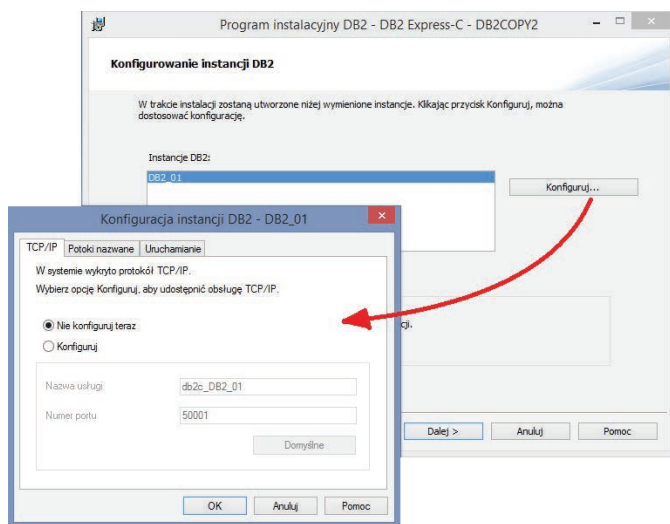 Program instalacyjny DB2 - DB2 Express-C - DB2COPY2
Konfigurowanie instancji DB2
W trakcie instalacji zostaną utworzone niżej wymienione instancje. Klikając przycisk Konfiguruj, można
dostosować konfigurację.
Instancje DB2:
DB2_01
Konfiguruj...
Konfiguracja instancji DB2 - DB2_01
TCP/IP Potoki nazwane Uruchamianie
W systemie wykryto protokół TCP/IP.
Wybierz opcję Konfiguruj, aby udostępnić obsługę TCP/IP.
Nie konfiguruj teraz
Konfiguruj
Nazwa usługi db2c_DB2_01
Numer portu 50001
Domyślne
OK Anuluj Pomoc
cji.
Dalej > Anuluj Pomoc